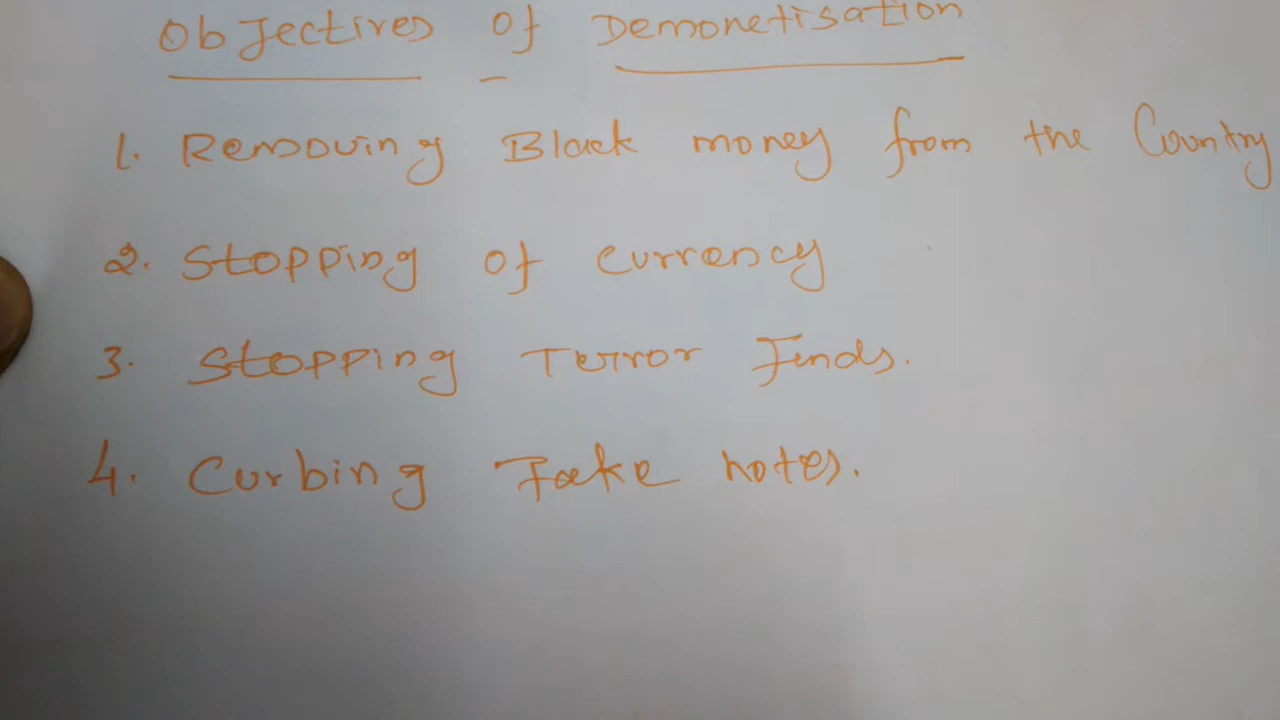 Objectives of Demonetisation
1. Removing Black money from the Country
2. Stopping of currency
3. Stopping Terror Funds.
4. Curbing Fake notes.